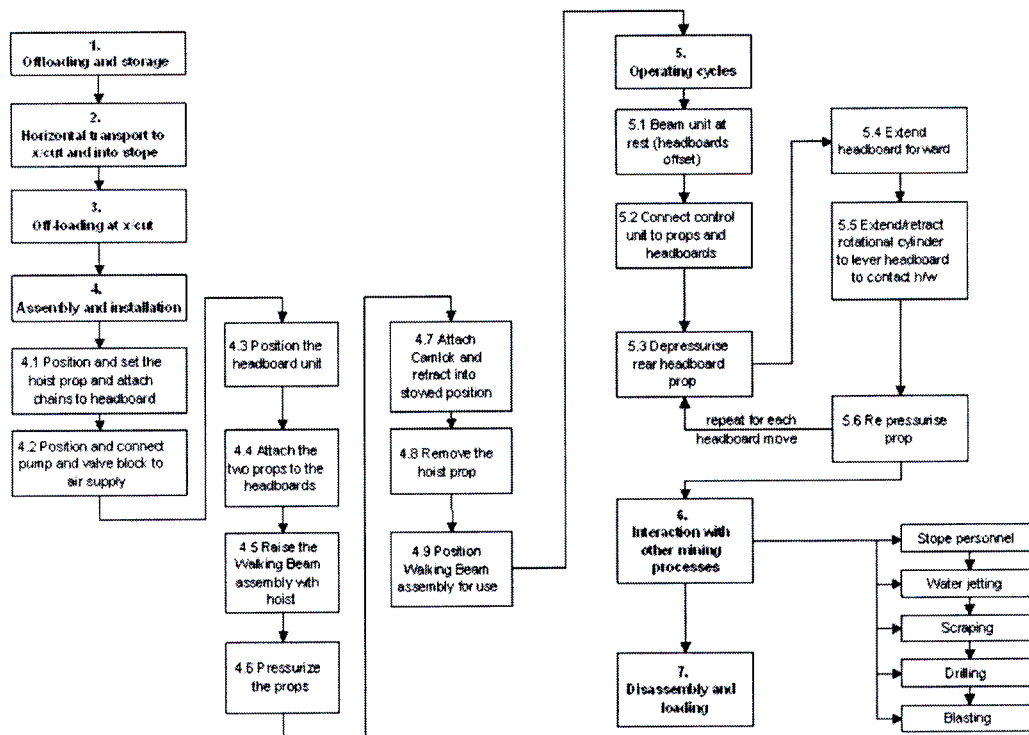 1.
Offloading and storage
2.
Horizontal transport to
x/cut and into stope
3.
Off-loading at x/cut
4.
Assembly and installation
4.1 Position and set the
hoist prop and attach
chains to headboard
4.2 Position and connect
pump and valve block to
air supply
4.3 Position the
headboard unit
4.4 Attach the
two props to the
headboards
4.5 Raise the
Walking Beam
assembly with
hoist
4.6 Pressurize
the props
4.7 Attach
Camlok and
retract into
stowed position
4.8 Remove the
hoist prop
4.9 Position
Walking Beam
assembly for use
5.
Operating cycles
5.1 Beam unit at
rest (headboards
offset)
5.2 Connect control
unit to props and
headboards
5.3 Depressurise
rear headboard
prop
5.4 Extend
headboard forward
5.5 Extend/retract
rotational cylinder
to lever headboard
to contact h/w
5.6 Re pressurise
prop
repeat for each
headboard move
6.
Interaction with
other mining
processes
Stope personnel
Water jetting
Scraping
Drilling
Blasting
7.
Disassembly and
loading